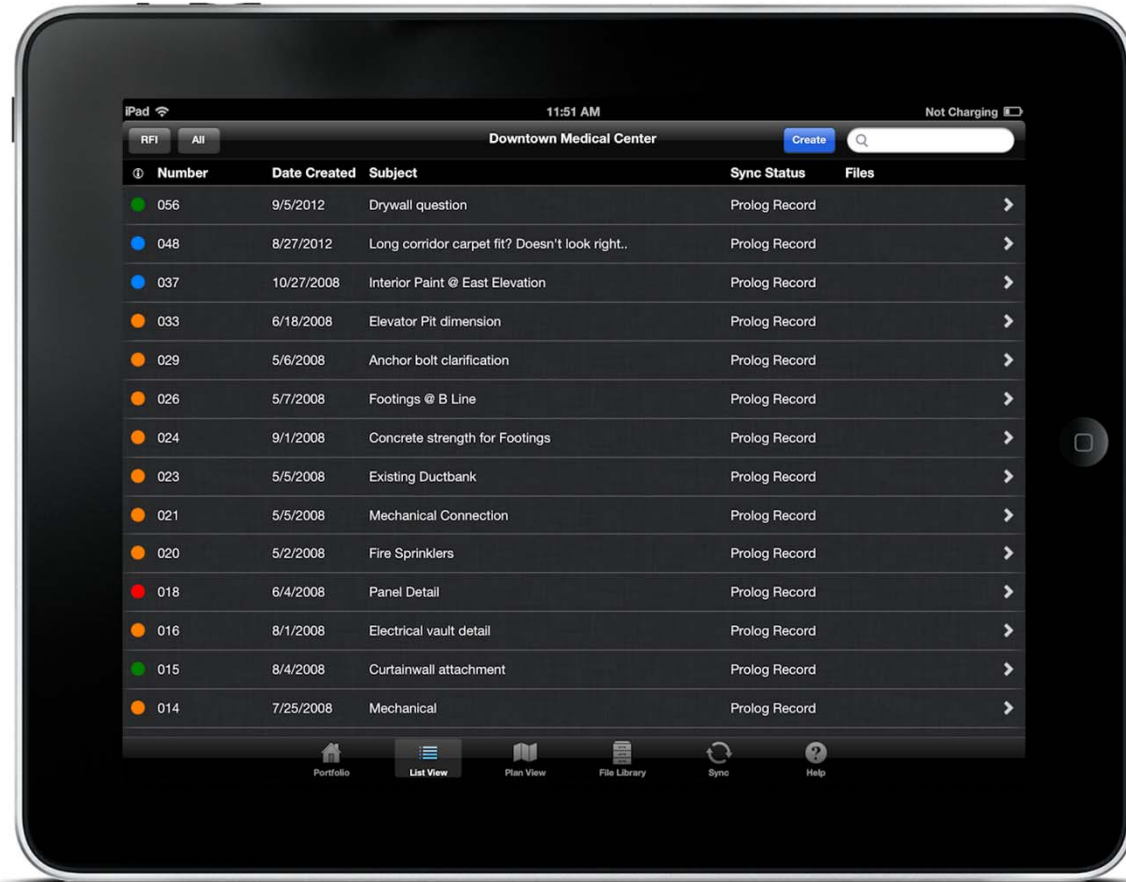 iPad 11:51 AM Not Charging
RFI All Downtown Medical Center Create
Number Date Created Subject Sync Status Files
056 9/5/2012 Drywall question Prolog Record
048 8/27/2012 Long corridor carpet fit? Doesn't look right.. Prolog Record
037 10/27/2008 Interior Paint @ East Elevation Prolog Record
033 6/18/2008 Elevator Pit dimension Prolog Record
029 5/6/2008 Anchor bolt clarification Prolog Record
026 5/7/2008 Footings @ B Line Prolog Record
024 9/1/2008 Concrete strength for Footings Prolog Record
023 5/5/2008 Existing Ductbank Prolog Record
021 5/5/2008 Mechanical Connection Prolog Record
020 5/2/2008 Fire Sprinklers Prolog Record
018 6/4/2008 Panel Detail Prolog Record
016 8/1/2008 Electrical vault detail Prolog Record
015 8/4/2008 Curtainwall attachment Prolog Record
014 7/25/2008 Mechanical Prolog Record
Portfolio List View Plan View File Library Sync Help